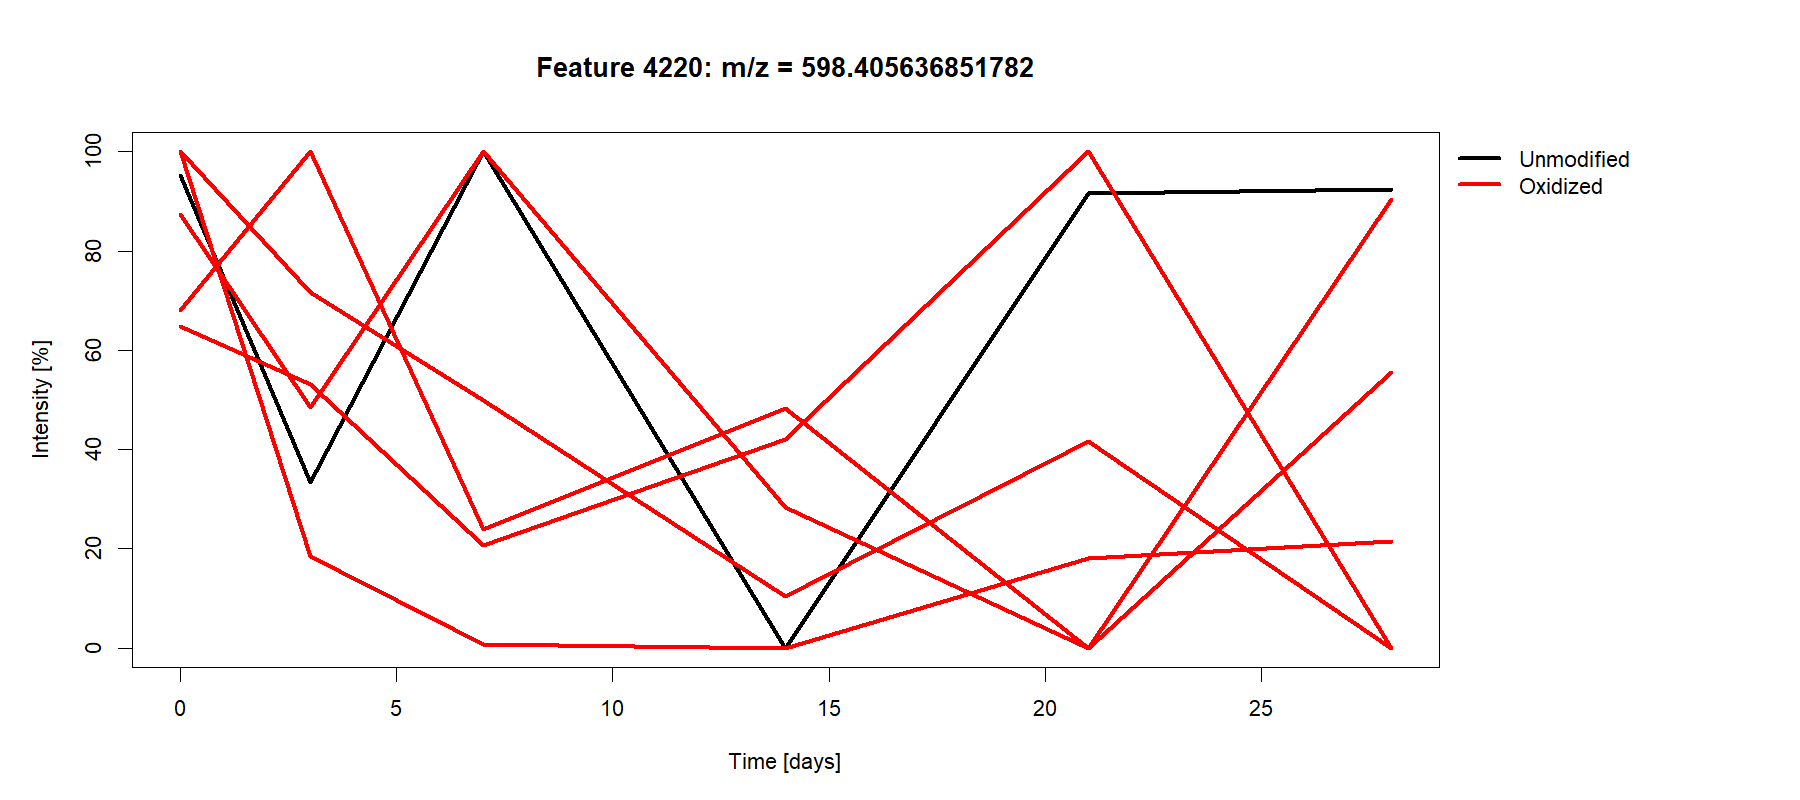 Feature 4220: m/z = 598.405636851782
Unmodified
Oxidized
Intensity [%]
100
80
60
40
20
0
0 5 10 15 20 25
Time [days]